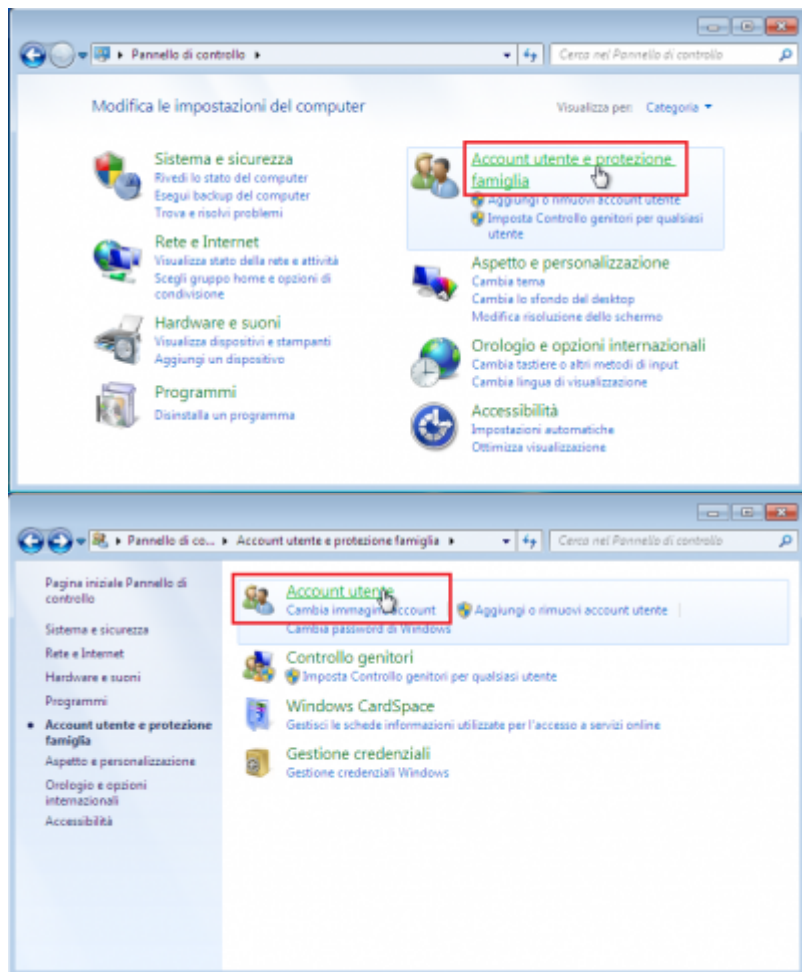 Pannello di controllo
Cerca nel Pannello di controllo
Modifica le impostazioni del computer
Visualizza per: Categoria
Sistema e sicurezza
Rivedi lo stato del computer
Esegui backup del computer
Trova e risolvi problemi
Rete e Internet
Visualizza stato della rete e attività
Scegli gruppo home e opzioni di
condivisione
Hardware e suoni
Visualizza dispositivi e stampanti
Aggiungi un dispositivo
Programmi
Disinstalla un programma
Account utente e protezione
famiglia
Aggiungi o rimuovi account utente
Imposta Controllo genitori per qualsiasi
utente
Aspetto e personalizzazione
Cambia tema
Cambia lo sfondo del desktop
Modifica risoluzione dello schermo
Orologio e opzioni internazionali
Cambia tastiere o altri metodi di input
Cambia lingua di visualizzazione
Accessibilità
Impostazioni automatiche
Ottimizza visualizzazione
Pannello di co... Account utente e protezione famiglia
Cerca nel Pannello di controllo
Pagina iniziale Pannello di
controllo
Sistema e sicurezza
Rete e Internet
Hardware e suoni
Programmi
Account utente e protezione
famiglia
Aspetto e personalizzazione
Orologio e opzioni
internazionali
Accessibilità
Account utente
Cambia immagine account Aggiungi o rimuovi account utente
Cambia password di Windows
Controllo genitori
Imposta Controllo genitori per qualsiasi utente
Windows CardSpace
Gestisci le schede informazioni utilizzate per l'accesso a servizi online
Gestione credenziali
Gestione credenziali Windows